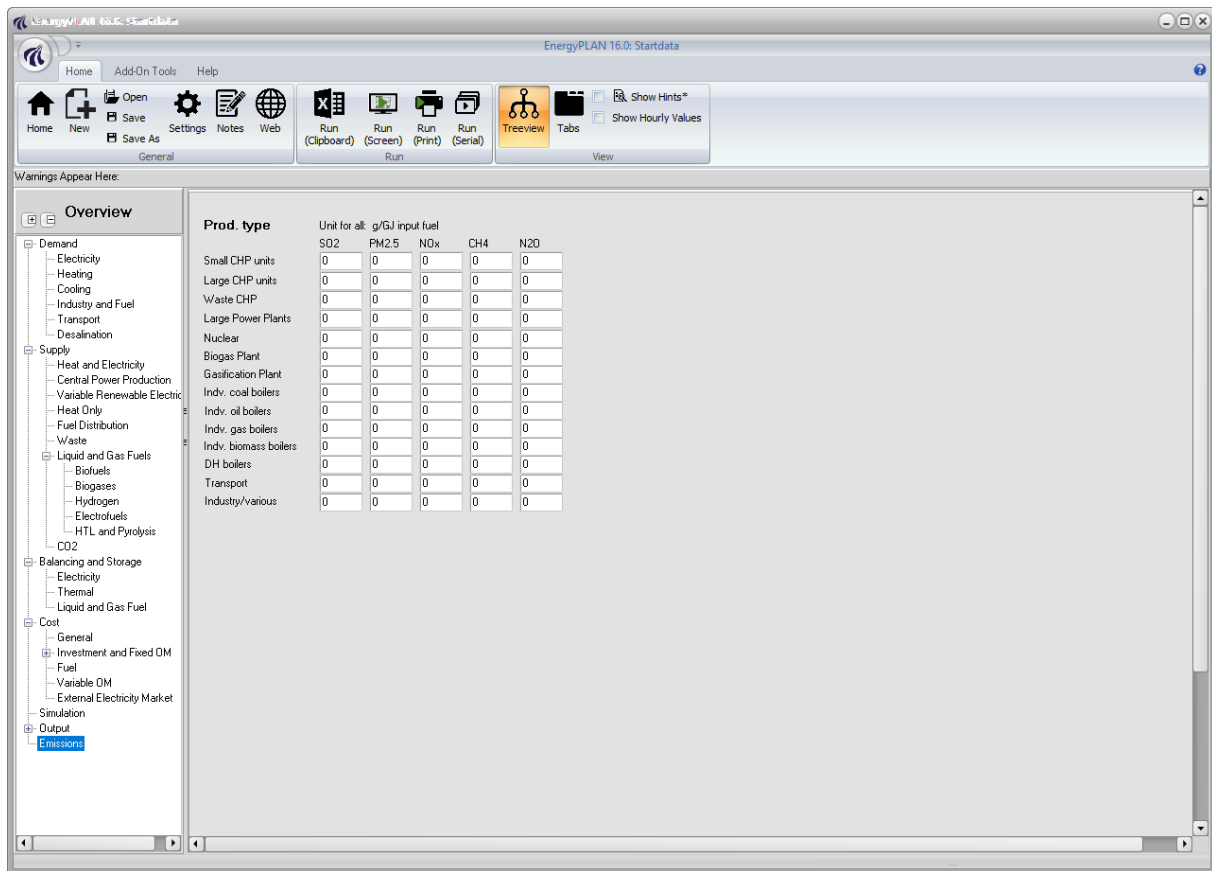 EnergyPLAN 16.0: Startdata
EnergyPLAN 16.0: Startdata
Home Add-On Tools Help
Home New Open Save Save As Settings Notes Web
General
Run (Clipboard) Run (Screen) Run (Print) Run (Serial)
Run
Treeview Tabs Show Hints* Show Hourly Values
View
Warnings Appear Here:
Overview
Demand
Electricity
Heating
Cooling
Industry and Fuel
Transport
Desalination
Supply
Heat and Electricity
Central Power Production
Variable Renewable Electric
Heat Only
Fuel Distribution
Waste
Liquid and Gas Fuels
Biofuels
Biogases
Hydrogen
Electrofuels
HTL and Pyrolysis
CO2
Balancing and Storage
Electricity
Thermal
Liquid and Gas Fuel
Cost
General
Investment and Fixed OM
Fuel
Variable OM
External Electricity Market
Simulation
Output
Emissions
Prod. type Unit for all: g/GJ input fuel
SO2 PM2.5 NOx CH4 N2O
Small CHP units 0 0 0 0 0
Large CHP units 0 0 0 0 0
Waste CHP 0 0 0 0 0
Large Power Plants 0 0 0 0 0
Nuclear 0 0 0 0 0
Biogas Plant 0 0 0 0 0
Gasification Plant 0 0 0 0 0
Indv. coal boilers 0 0 0 0 0
Indv. oil boilers 0 0 0 0 0
Indv. gas boilers 0 0 0 0 0
Indv. biomass boilers 0 0 0 0 0
DH boilers 0 0 0 0 0
Transport 0 0 0 0 0
Industry/various 0 0 0 0 0